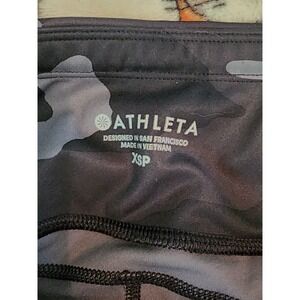 ATHLETA
DESIGNED IN SAN FRANCISCO
MADE IN VIETNAM
XSP